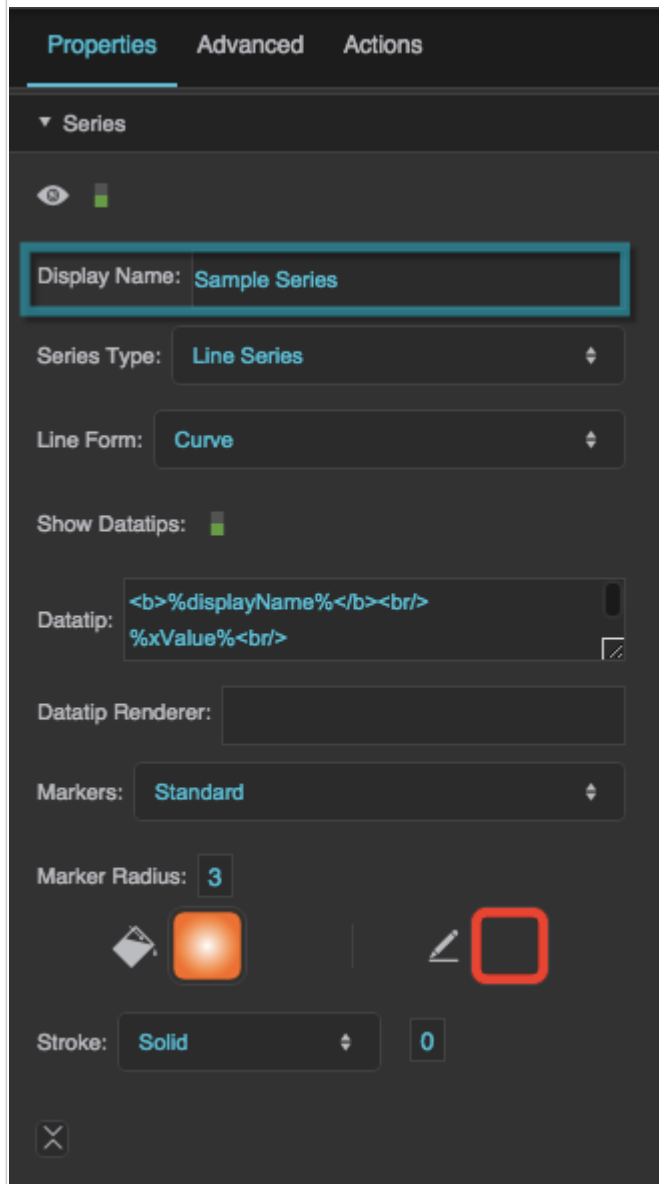 Properties Advanced Actions
Series
Display Name: Sample Series
Series Type: Line Series
Line Form: Curve
Show Datatips:
Datatip: <b>%displayName%</b><br/>
%xValue%<br/>
Datatip Renderer:
Markers: Standard
Marker Radius: 3
Stroke: Solid 0